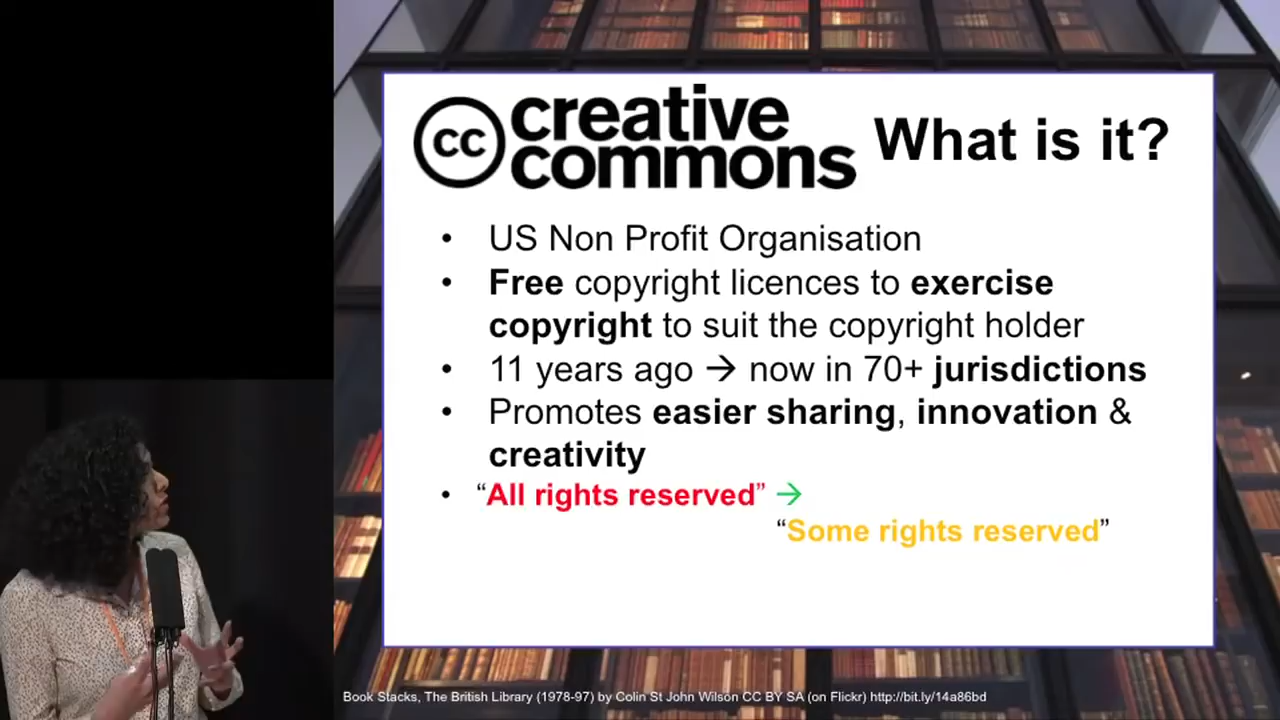 cc creative commons What is it?
• US Non Profit Organisation
• Free copyright licences to exercise
copyright to suit the copyright holder
• 11 years ago → now in 70+ jurisdictions
• Promotes easier sharing, innovation &
creativity
• “All rights reserved” →
“Some rights reserved”
Book Stacks, The British Library (1978-97) by Colin St John Wilson CC BY SA (on Flickr) http://bit.ly/14a86bd